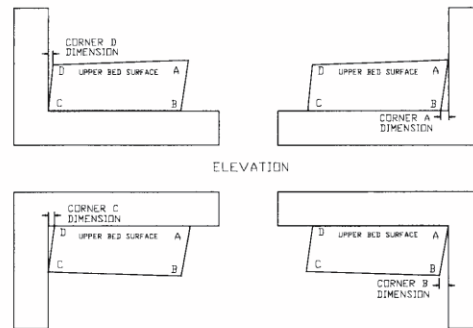 CORNER D
DIMENSION
D UPPER BED SURFACE A
C B
D UPPER BED SURFACE A
C B
CORNER A
DIMENSION
ELEVATION
CORNER C
DIMENSION
D UPPER BED SURFACE A
C B
D UPPER BED SURFACE A
C B
CORNER B
DIMENSION